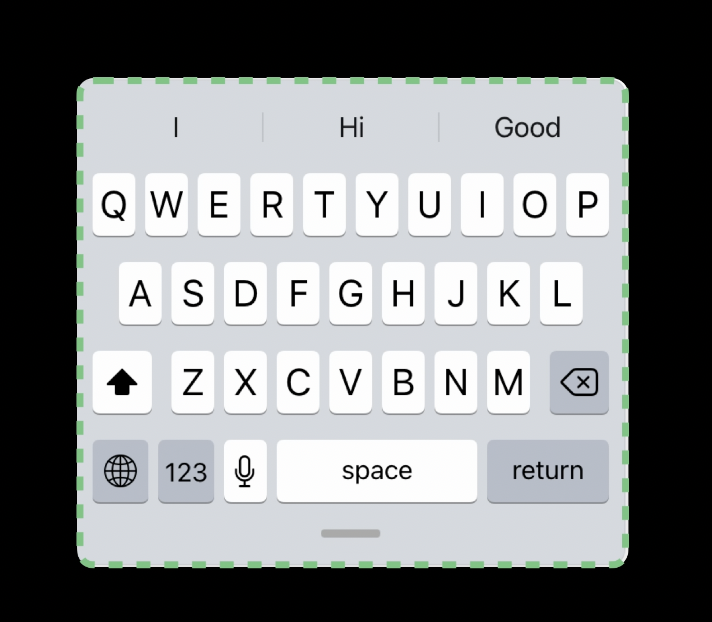 I Hi Good
Q W E R T Y U I O P
A S D F G H J K L
Z X C V B N M
123 space return